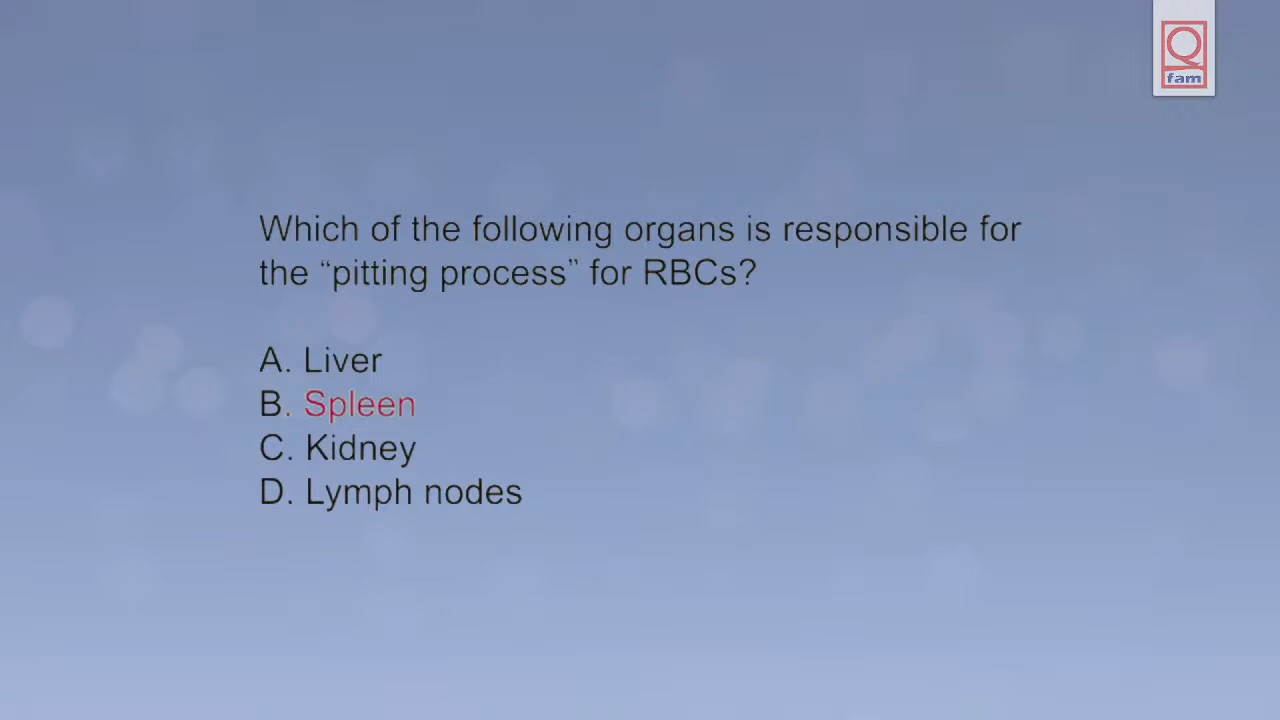 Q
fam
Which of the following organs is responsible for
the “pitting process” for RBCs?
A. Liver
B. Spleen
C. Kidney
D. Lymph nodes